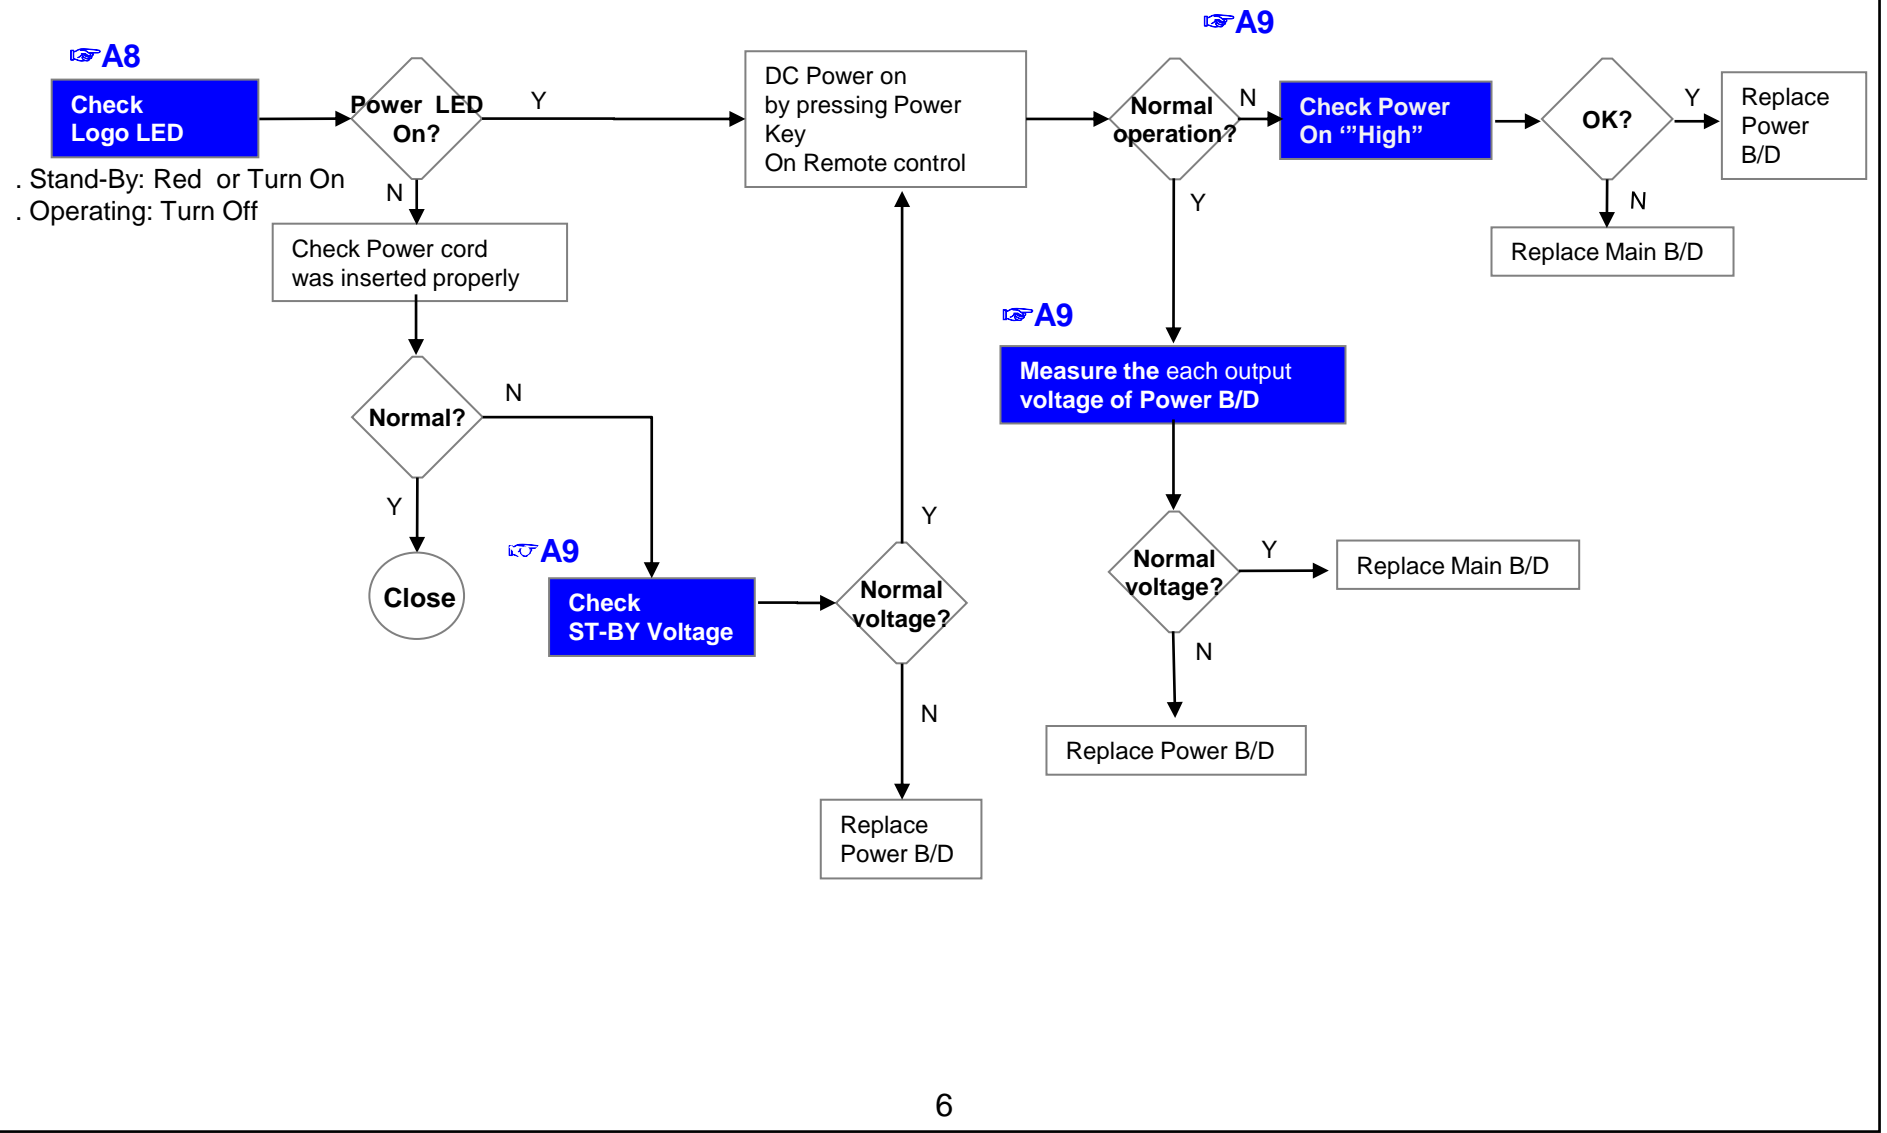 ☞A8
Check
Logo LED
. Stand-By: Red or Turn On
. Operating: Turn Off
Power LED
On?
Y
N
Check Power cord
was inserted properly
Normal?
N
Y
Close
☞A9
Check
ST-BY Voltage
Normal
voltage?
Y
N
Replace
Power B/D
DC Power on
by pressing Power
Key
On Remote control
Normal
operation?
N
Y
☞A9
Check Power
On ‘”High”
OK?
Y
Replace
Power
B/D
N
Replace Main B/D
☞A9
Measure the each output
voltage of Power B/D
Normal
voltage?
Y
Replace Main B/D
N
Replace Power B/D
6